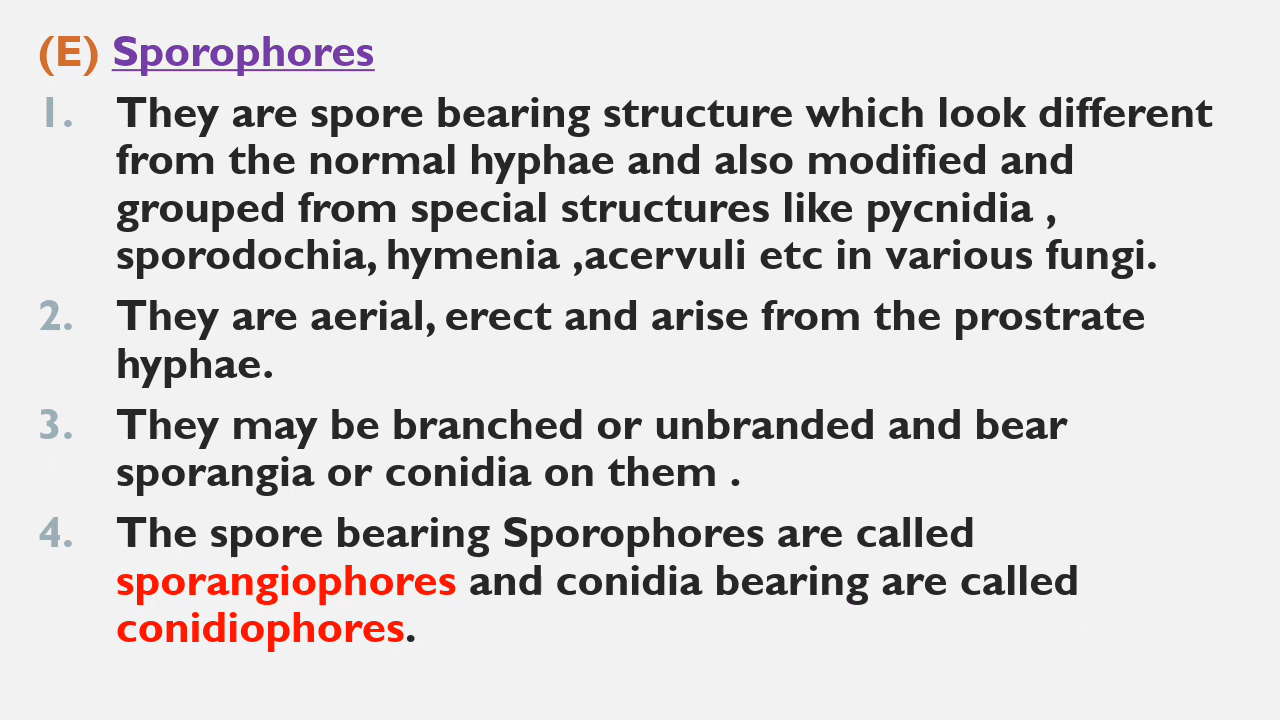 (E) Sporophores
1. They are spore bearing structure which look different
from the normal hyphae and also modified and
grouped from special structures like pycnidia ,
sporodochia, hymenia ,acervuli etc in various fungi.
2. They are aerial, erect and arise from the prostrate
hyphae.
3. They may be branched or unbranded and bear
sporangia or conidia on them .
4. The spore bearing Sporophores are called
sporangiophores and conidia bearing are called
conidiophores.